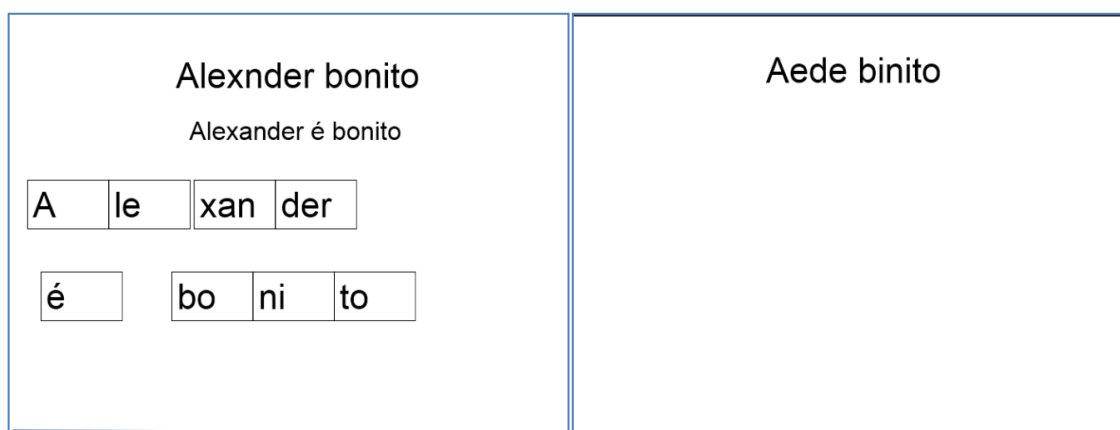 Alexnder bonito
Alexander é bonito
A le xan der
é bo ni to
Aede binito